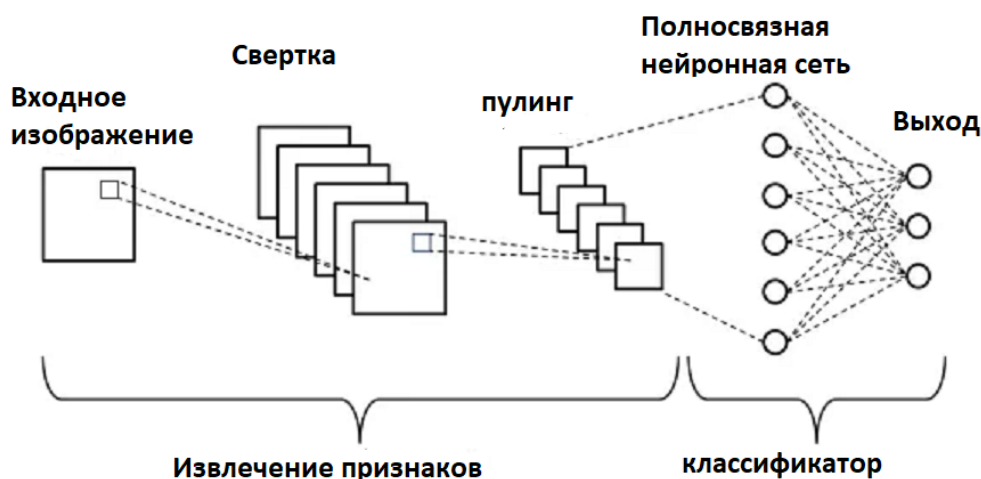 Входное
изображение
Свертка
пулинг
Полносвязная
нейронная сеть
Выход
Извлечение признаков
классификатор